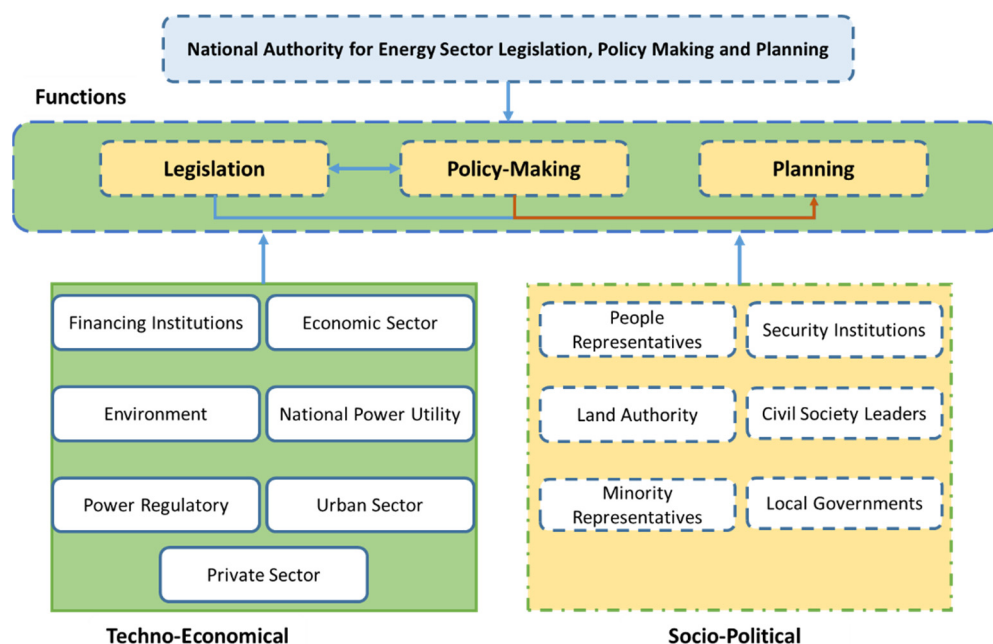 National Authority for Energy Sector Legislation, Policy Making and Planning
Functions
Legislation
Policy-Making
Planning
Financing Institutions
Economic Sector
Environment
National Power Utility
Power Regulatory
Urban Sector
Private Sector
Techno-Economical
People
Representatives
Security Institutions
Land Authority
Civil Society Leaders
Minority
Representatives
Local Governments
Socio-Political